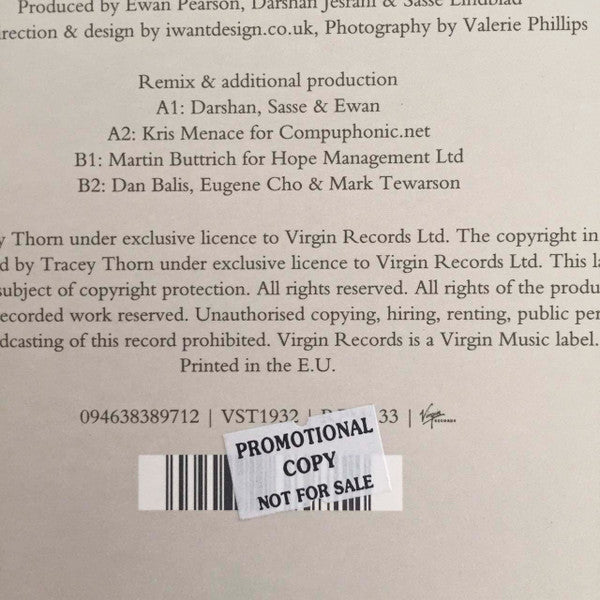 Produced by Ewan Pearson, Darshan Jesrani & Sasse Lindblad
rection & design by iwantdesign.co.uk, Photography by Valerie Phillips
Remix & additional production
A1: Darshan, Sasse & Ewan
A2: Kris Menace for Compuphonic.net
B1: Martin Buttrich for Hope Management Ltd
B2: Dan Balis, Eugene Cho & Mark Tewarson
y Thorn under exclusive licence to Virgin Records Ltd. The copyright in
d by Tracey Thorn under exclusive licence to Virgin Records Ltd. This la
subject of copyright protection. All rights reserved. All rights of the produ
ecorded work reserved. Unauthorised copying, hiring, renting, public per
dcasting of this record prohibited. Virgin Records is a Virgin Music label.
Printed in the E.U.
094638389712 | VST1932 | 33 | Virgin RECORDS
PROMOTIONAL
COPY
NOT FOR SALE